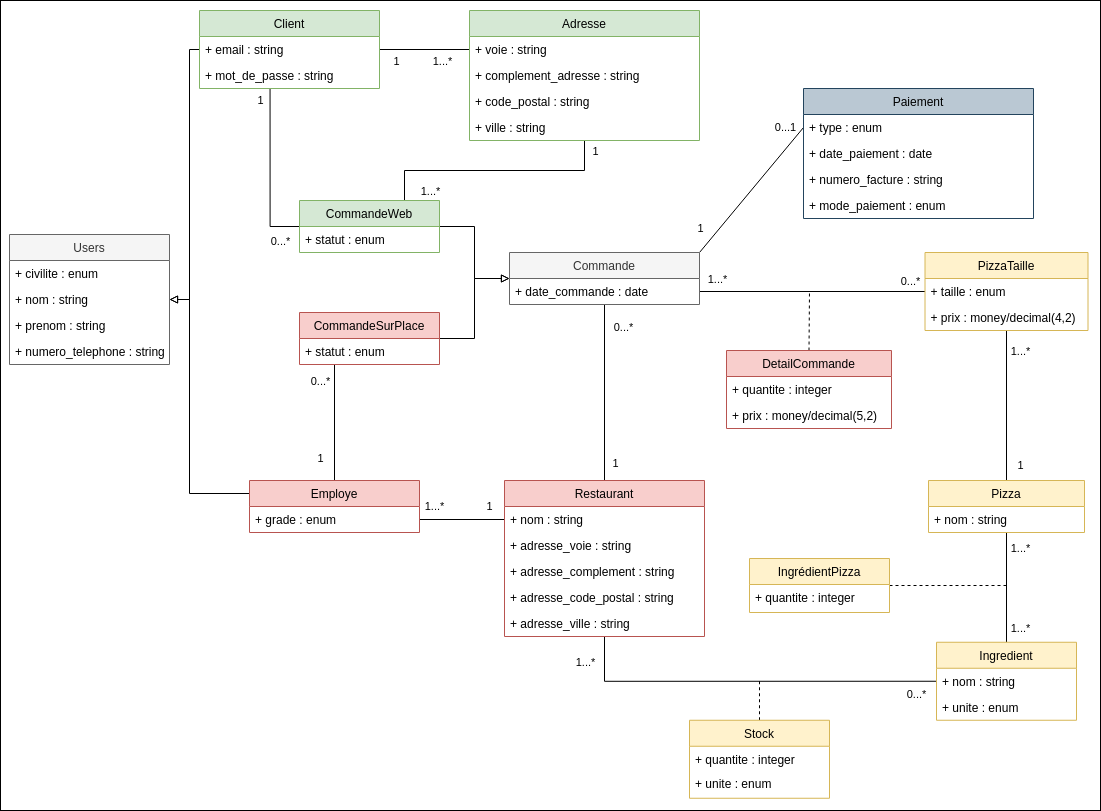 Client
+ email : string
+ mot_de_passe : string
Adresse
+ voie : string
+ complement_adresse : string
+ code_postal : string
+ ville : string
1
1...*
1
1
1...*
0...*
Paiement
+ type : enum
+ date_paiement : date
+ numero_facture : string
+ mode_paiement : enum
0...1
1
CommandeWeb
+ statut : enum
Users
+ civilite : enum
+ nom : string
+ prenom : string
+ numero_telephone : string
Commande
+ date_commande : date
1...*
0...*
PizzaTaille
+ taille : enum
+ prix : money/decimal(4,2)
CommandeSurPlace
+ statut : enum
0...*
0...*
1
1
DetailCommande
+ quantite : integer
+ prix : money/decimal(5,2)
1...*
1
Employe
+ grade : enum
1...*
1
Restaurant
+ nom : string
+ adresse_voie : string
+ adresse_complement : string
+ adresse_code_postal : string
+ adresse_ville : string
Pizza
+ nom : string
1...*
IngrédientPizza
+ quantite : integer
1...*
Ingredient
+ nom : string
+ unite : enum
1...*
0...*
Stock
+ quantite : integer
+ unite : enum